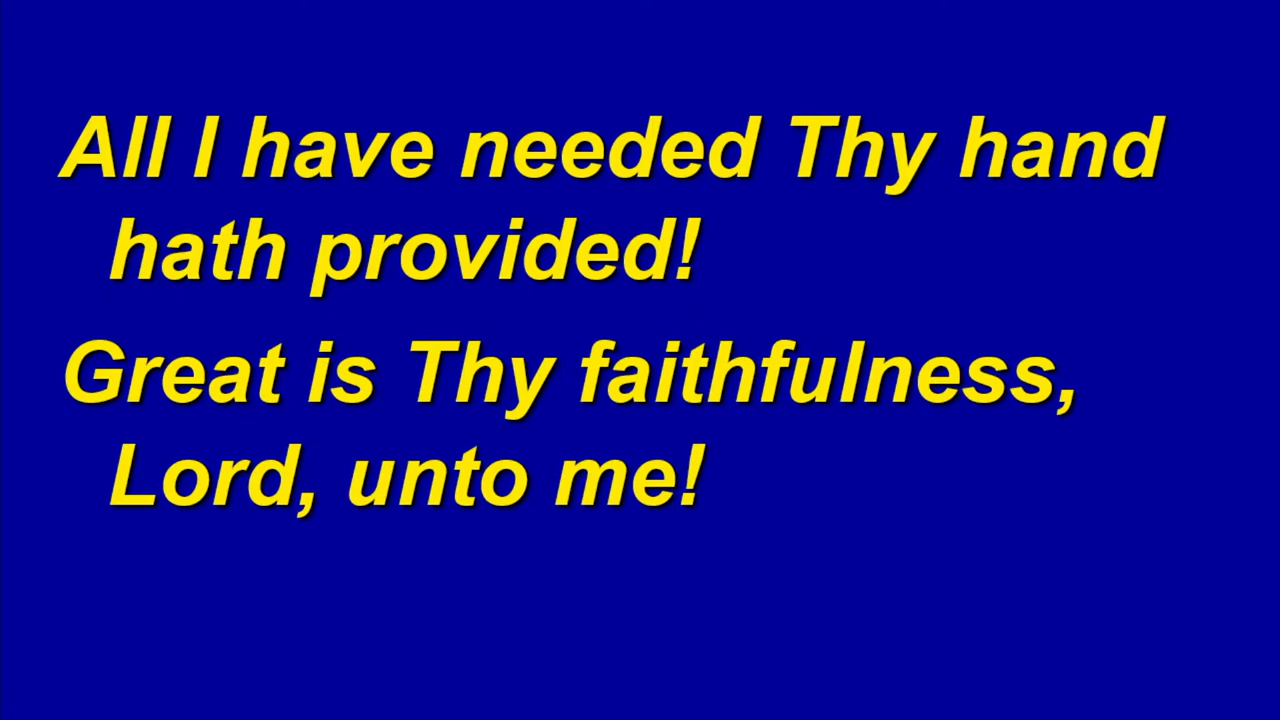 All I have needed Thy hand
hath provided!
Great is Thy faithfulness,
Lord, unto me!